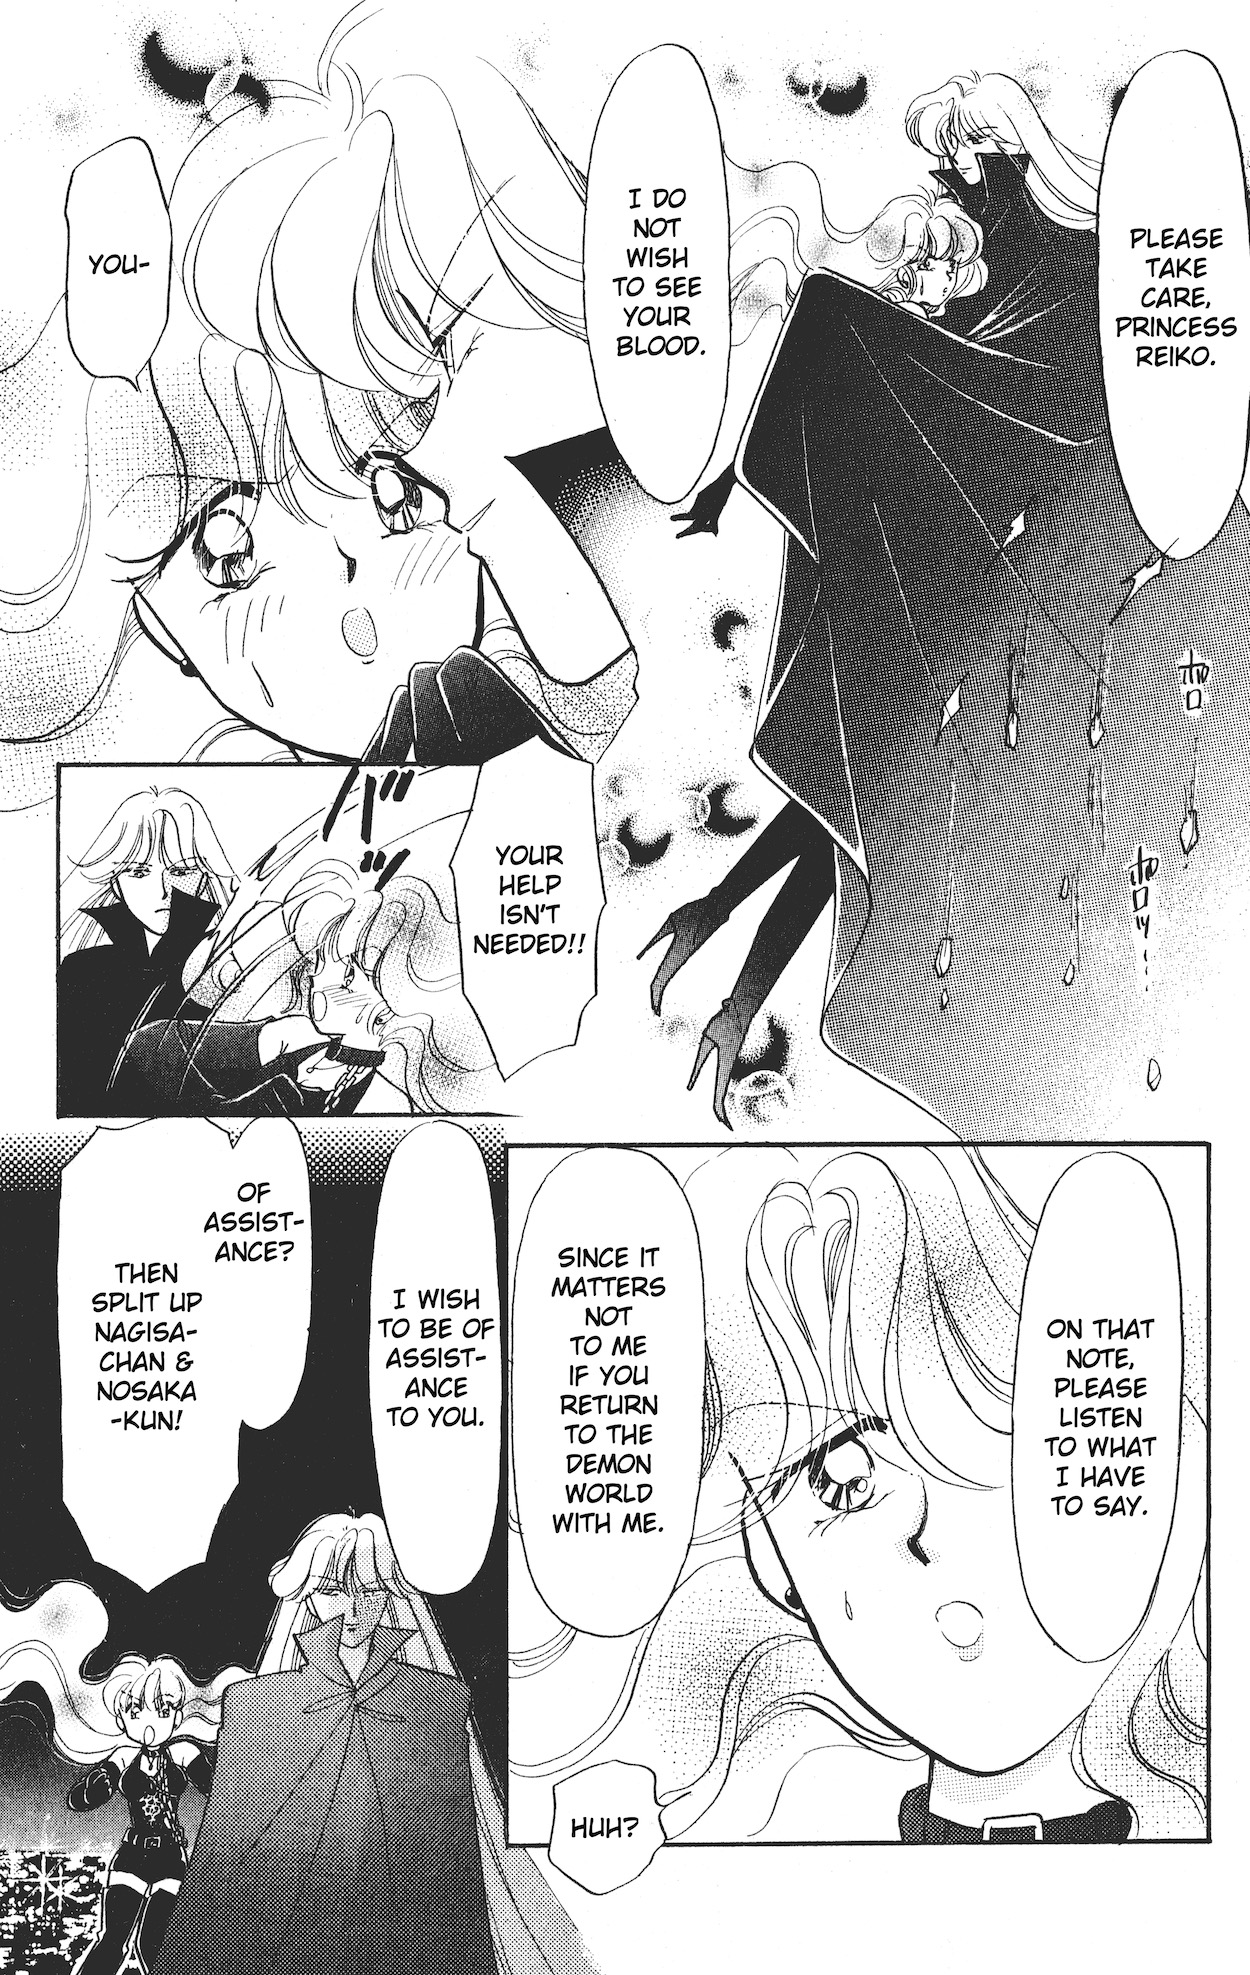 PLEASE
TAKE
CARE,
PRINCESS
REIKO.
I DO
NOT
WISH
TO SEE
YOUR
BLOOD.
YOU-
ホロ
ホロッ…
バッ
YOUR
HELP
ISN'T
NEEDED!!
ON THAT
NOTE,
PLEASE
LISTEN
TO WHAT
I HAVE
TO SAY.
SINCE IT
MATTERS
NOT
TO ME
IF YOU
RETURN
TO THE
DEMON
WORLD
WITH ME.
HUH?
I WISH
TO BE OF
ASSIST-
ANCE
TO YOU.
OF
ASSIST-
ANCE?
THEN
SPLIT UP
NAGISA-
CHAN &
NOSAKA
-KUN!